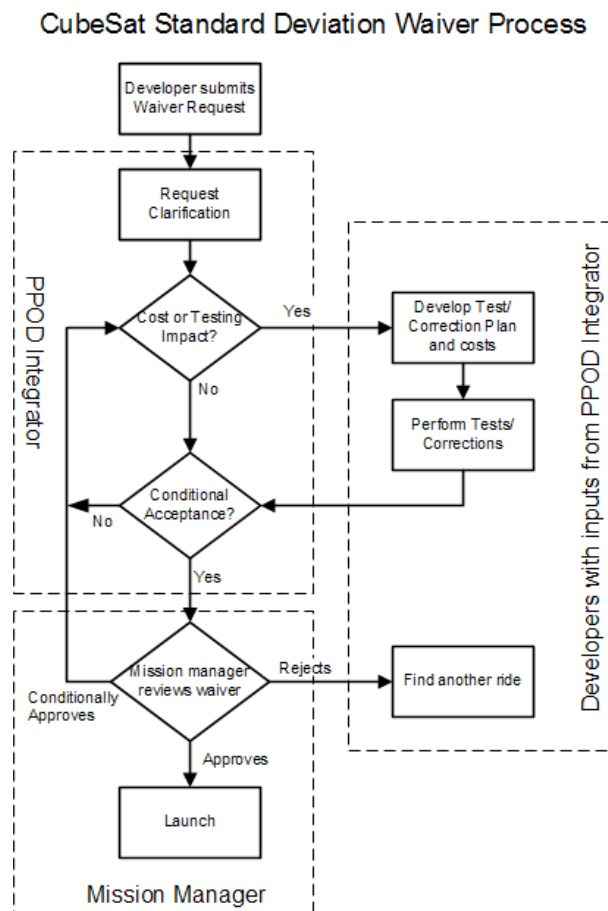 CubeSat Standard Deviation Waiver Process
Developer submits
Waiver Request
Request
Clarification
PPOD Integrator
Cost or Testing
Impact?
Yes
No
Develop Test/
Correction Plan
and costs
Perform Tests/
Corrections
Developers with inputs from PPOD Integrator
Conditional
Acceptance?
No
Yes
Mission manager
reviews waiver
Rejects
Find another ride
Conditionally
Approves
Approves
Launch
Mission Manager